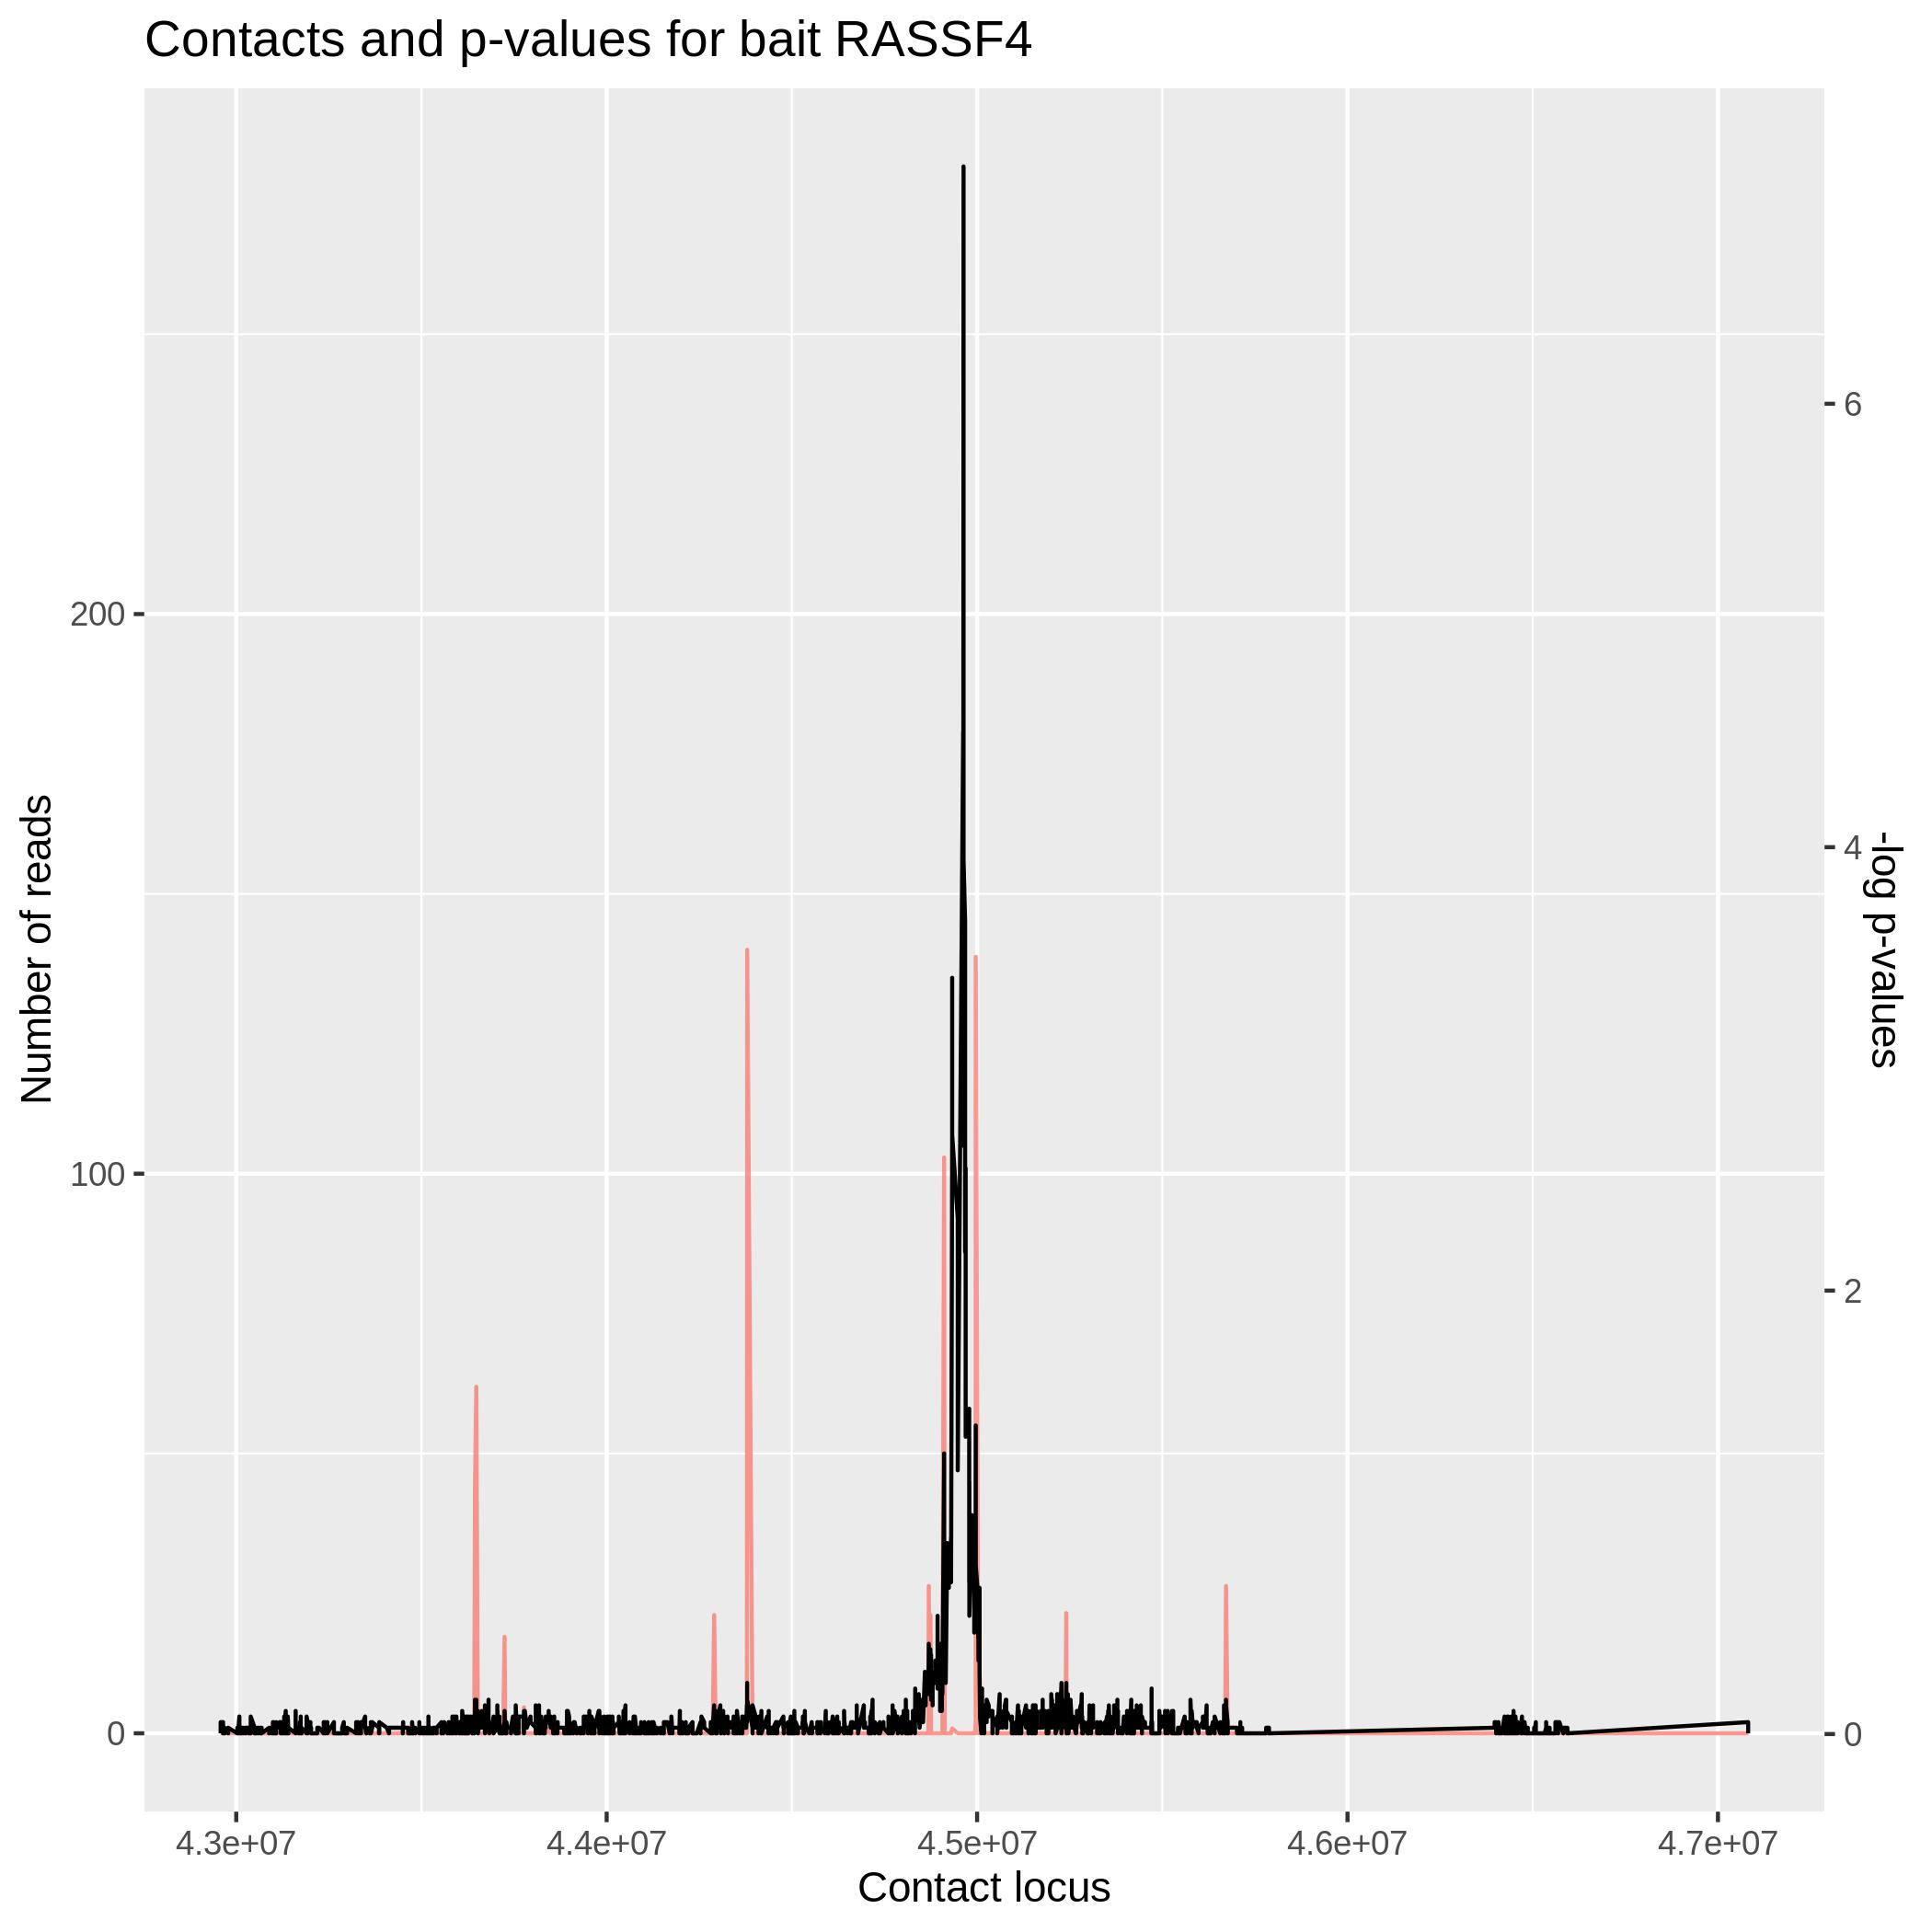 Contacts and p-values for bait RASSF4
Number of reads
200
100
0
6
4
2
0
-log p-values
4.3e+07 4.4e+07 4.5e+07 4.6e+07 4.7e+07
Contact locus